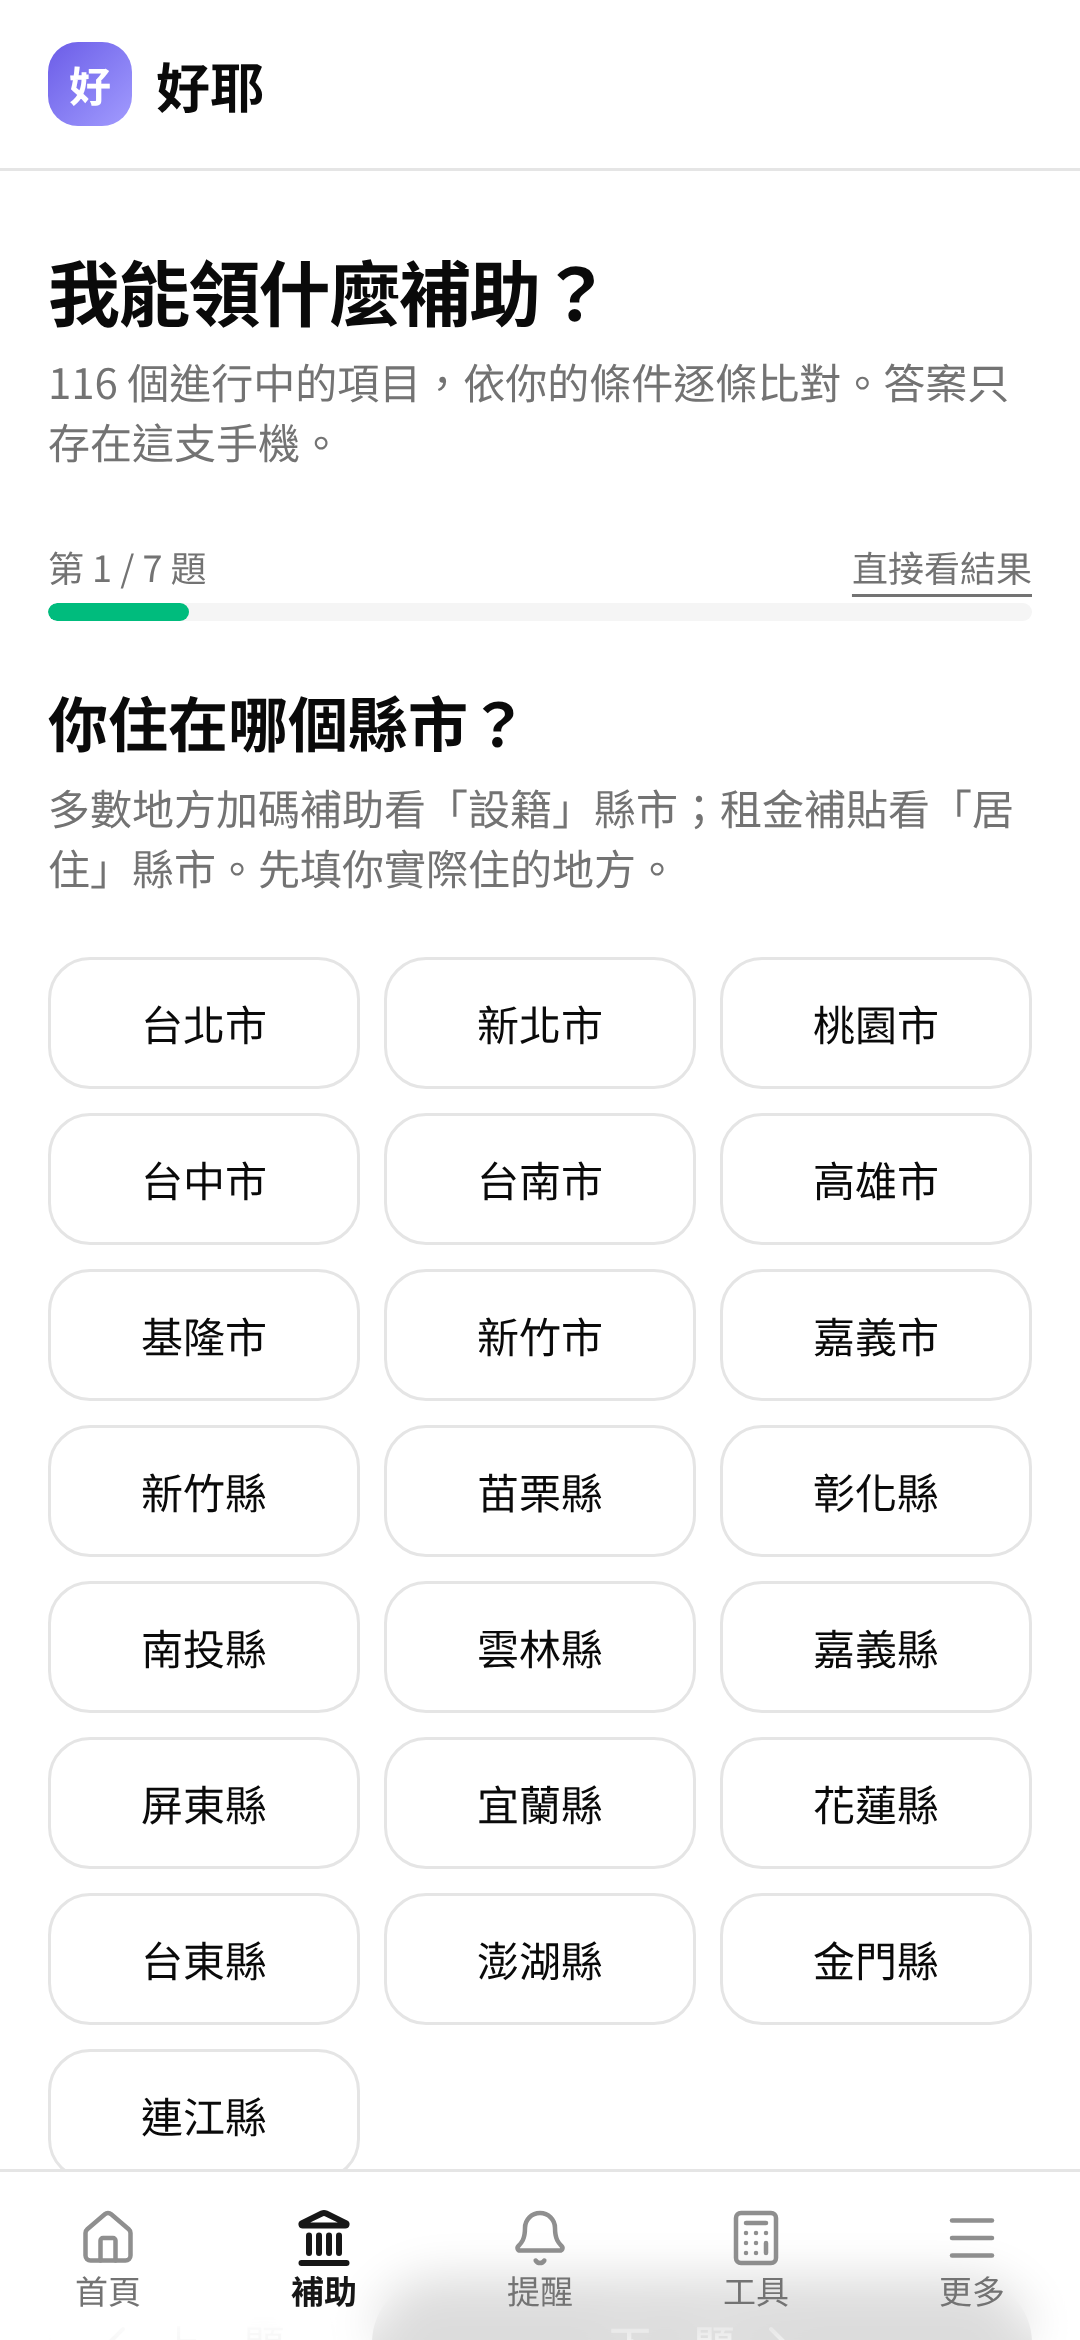 好 好耶
我能領什麼補助？
116 個進行中的項目，依你的條件逐條比對。答案只
存在這支手機。
第 1 / 7 題 直接看結果
你住在哪個縣市？
多數地方加碼補助看「設籍」縣市；租金補貼看「居
住」縣市。先填你實際住的地方。
台北市 新北市 桃園市
台中市 台南市 高雄市
基隆市 新竹市 嘉義市
新竹縣 苗栗縣 彰化縣
南投縣 雲林縣 嘉義縣
屏東縣 宜蘭縣 花蓮縣
台東縣 澎湖縣 金門縣
連江縣
首頁 補助 提醒 工具 更多